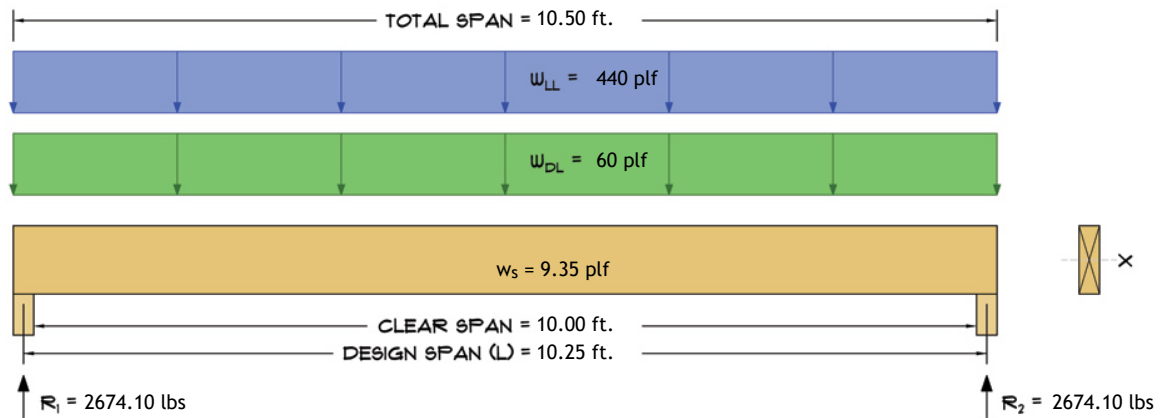 TOTAL SPAN = 10.50 ft.
WLL = 440 plf
WDL = 60 plf
ws = 9.35 plf
X
CLEAR SPAN = 10.00 ft.
DESIGN SPAN (L) = 10.25 ft.
R1 = 2674.10 lbs
R2 = 2674.10 lbs